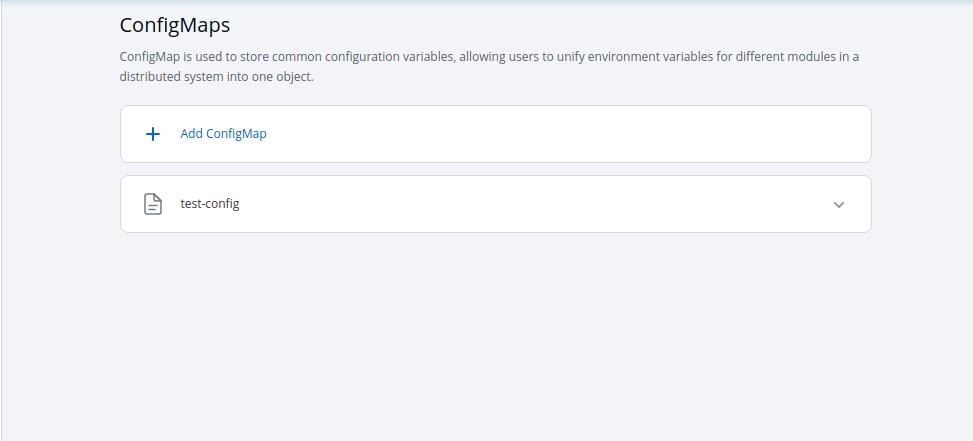 ConfigMaps
ConfigMap is used to store common configuration variables, allowing users to unify environment variables for different modules in a
distributed system into one object.
Add ConfigMap
test-config